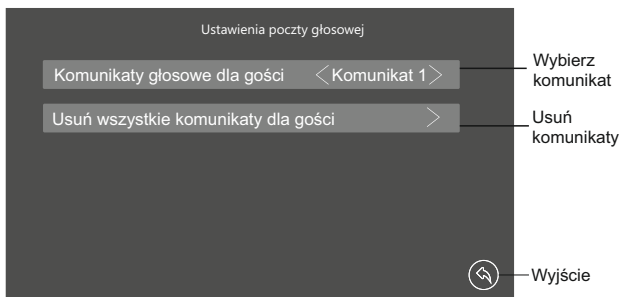 Ustawienia poczty głosowej
Komunikaty głosowe dla gości
Komunikat 1
Wybierz
komunikat
Usuń wszystkie komunikaty dla gości
Usuń
komunikaty
Wyjście